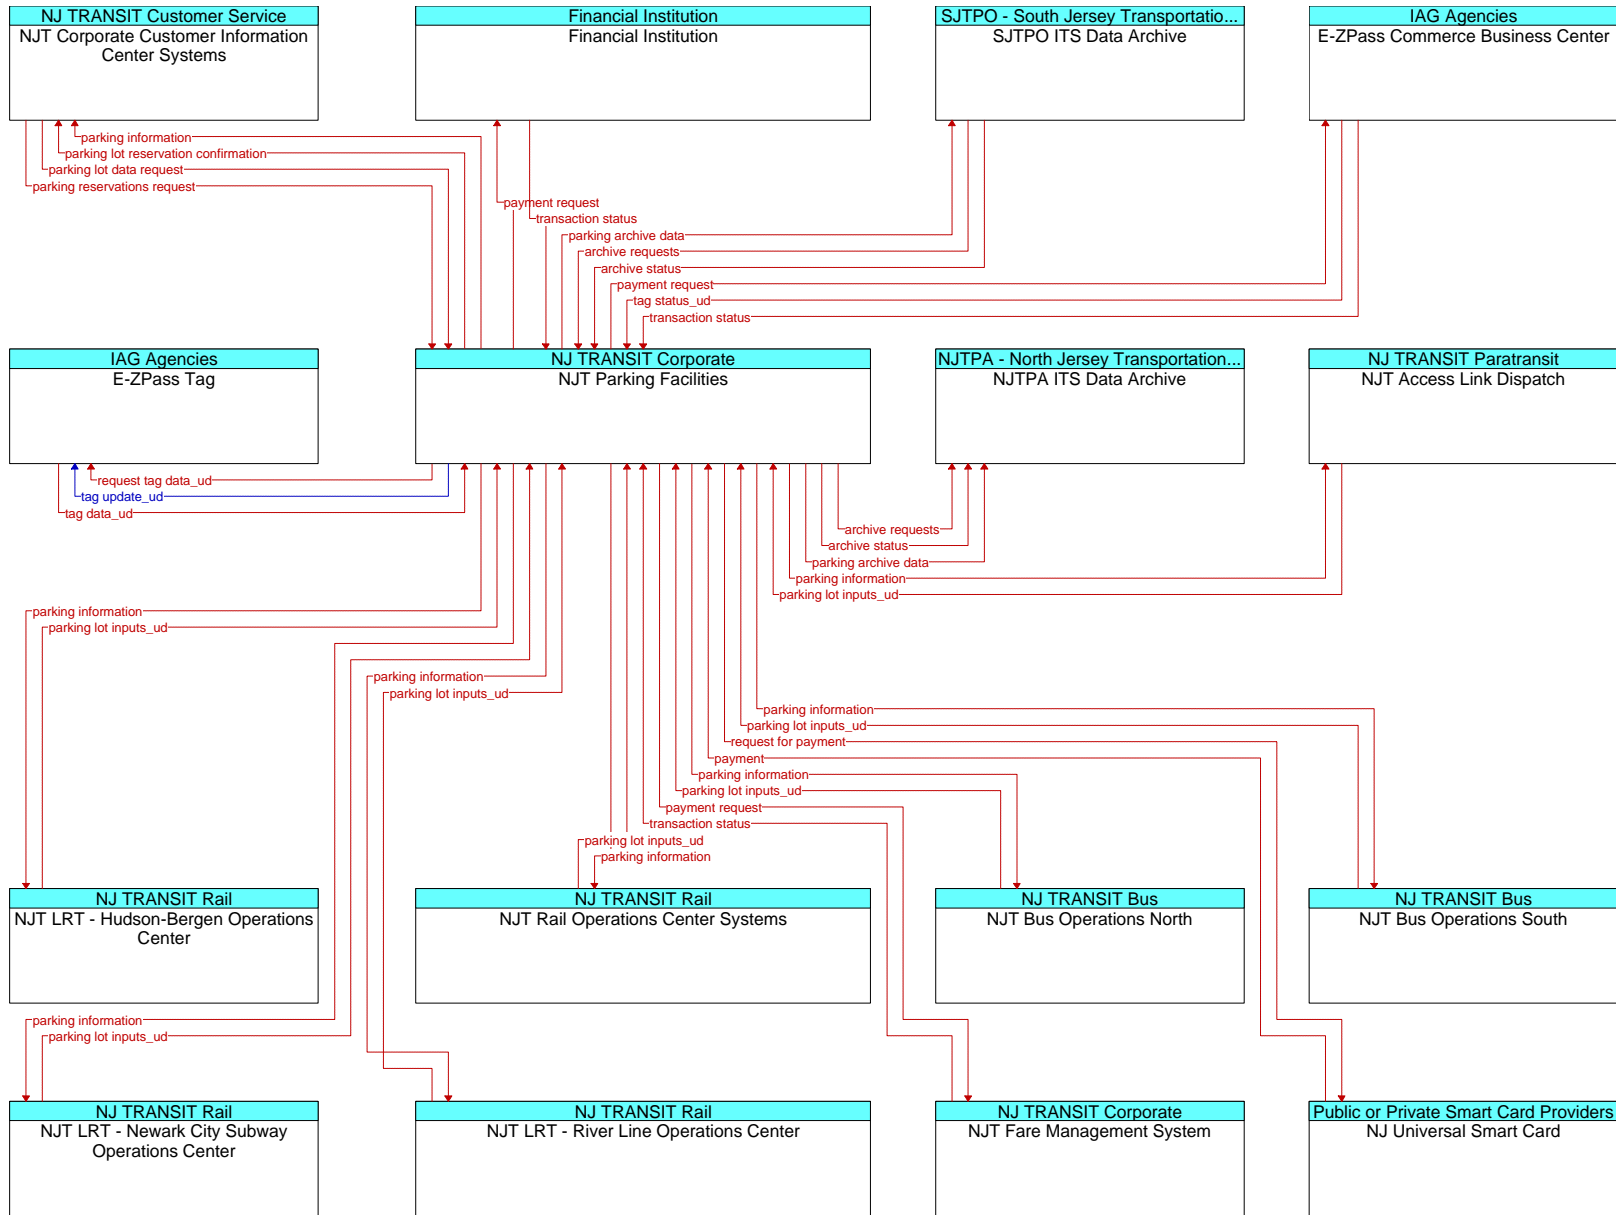 NJ TRANSIT Customer Service
NJT Corporate Customer Information
Center Systems
Financial Institution
Financial Institution
SJTPO - South Jersey Transportatio...
SJTPO ITS Data Archive
IAG Agencies
E-ZPass Commerce Business Center
parking information
parking lot reservation confirmation
parking lot data request
parking reservations request
payment request
transaction status
parking archive data
archive requests
archive status
payment request
tag status_ud
transaction status
IAG Agencies
E-ZPass Tag
NJ TRANSIT Corporate
NJT Parking Facilities
NJTPA - North Jersey Transportation...
NJTPA ITS Data Archive
NJ TRANSIT Paratransit
NJT Access Link Dispatch
request tag data_ud
tag update_ud
tag data_ud
archive requests
archive status
parking archive data
parking information
parking lot inputs_ud
parking information
parking lot inputs_ud
parking information
parking lot inputs_ud
parking information
parking lot inputs_ud
request for payment
payment
parking information
parking lot inputs_ud
payment request
transaction status
parking lot inputs_ud
parking information
NJ TRANSIT Rail
NJT LRT - Hudson-Bergen Operations
Center
NJ TRANSIT Rail
NJT Rail Operations Center Systems
NJ TRANSIT Bus
NJT Bus Operations North
NJ TRANSIT Bus
NJT Bus Operations South
parking information
parking lot inputs_ud
NJ TRANSIT Rail
NJT LRT - Newark City Subway
Operations Center
NJ TRANSIT Rail
NJT LRT - River Line Operations Center
NJ TRANSIT Corporate
NJT Fare Management System
Public or Private Smart Card Providers
NJ Universal Smart Card